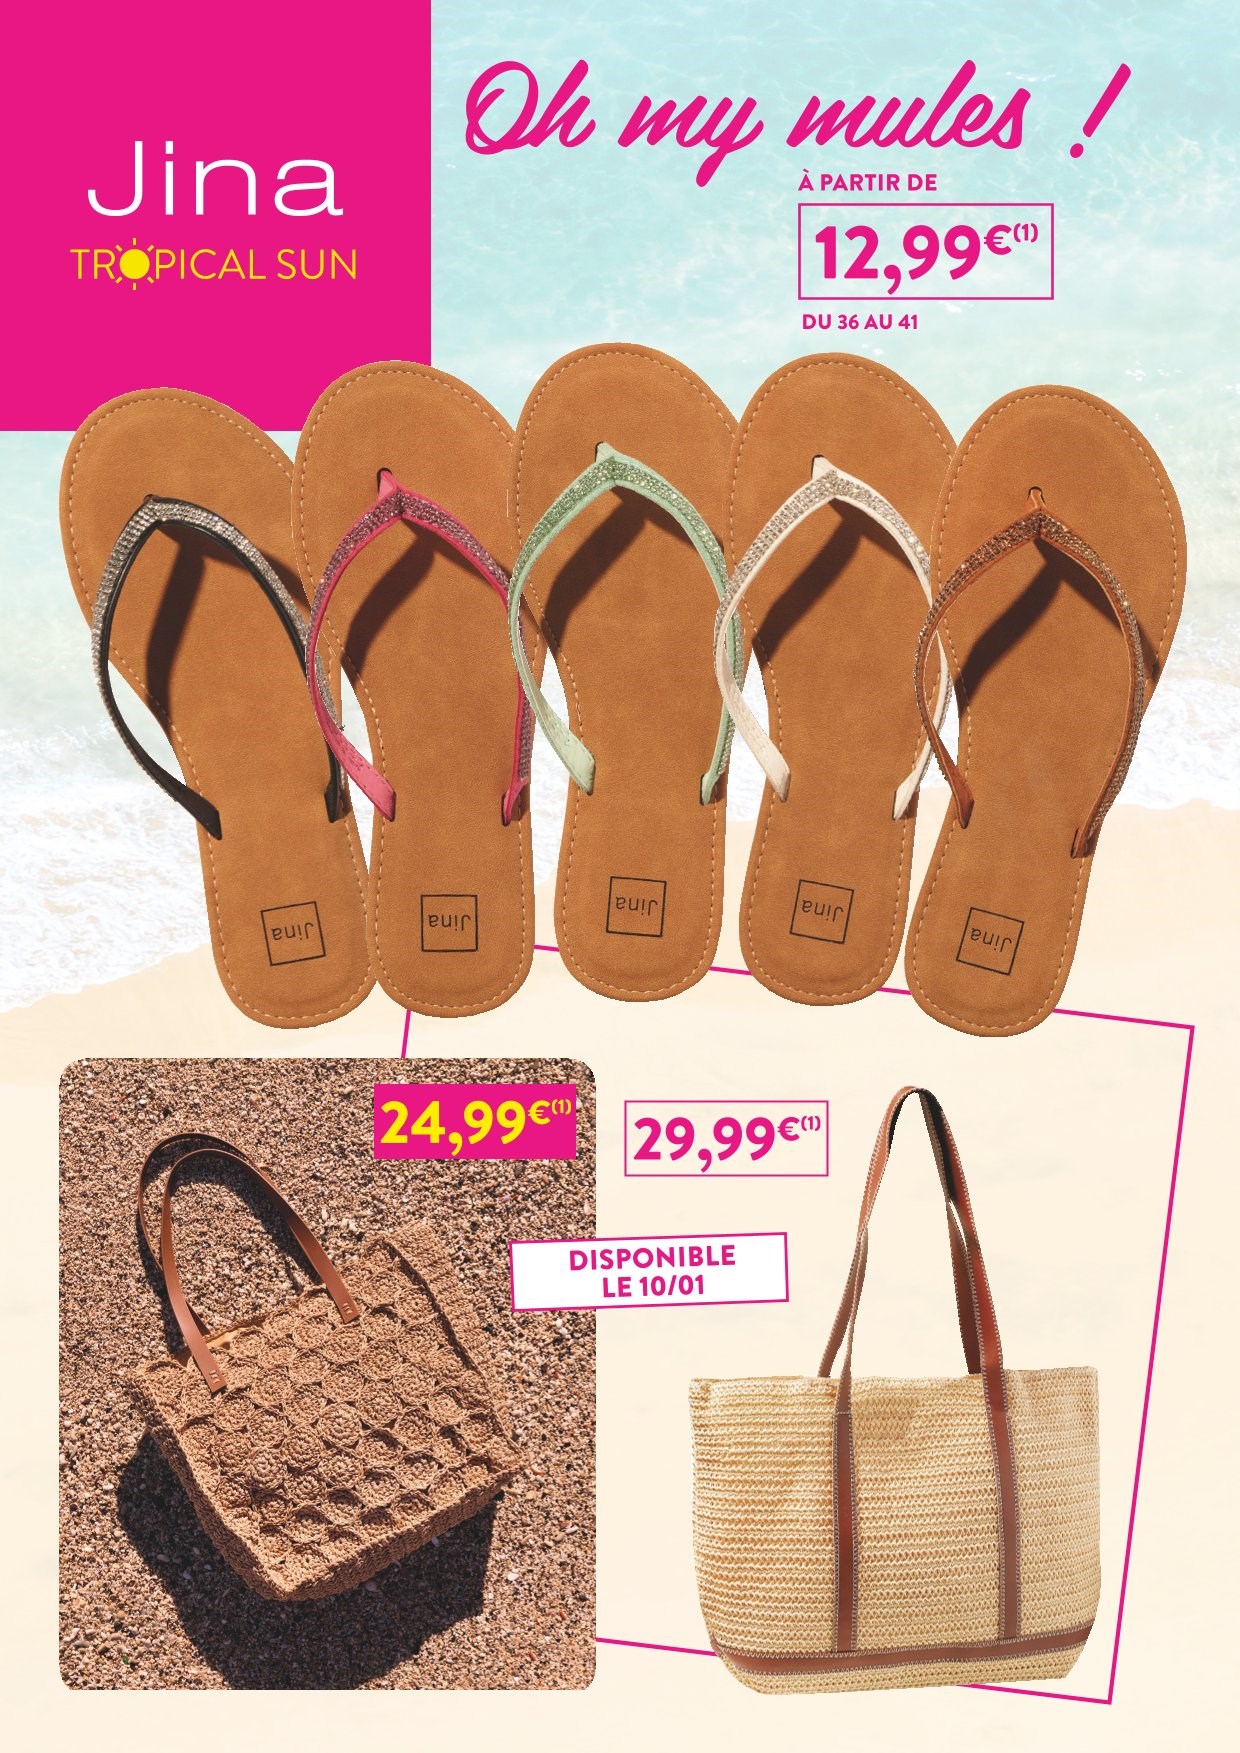 Jina
TROPICAL SUN
Oh my mules !
À PARTIR DE
12,99€(1)
DU 36 AU 41
Jina
Jina
Jina
Jina
Jina
24,99€(1)
29,99€(1)
DISPONIBLE
LE 10/01